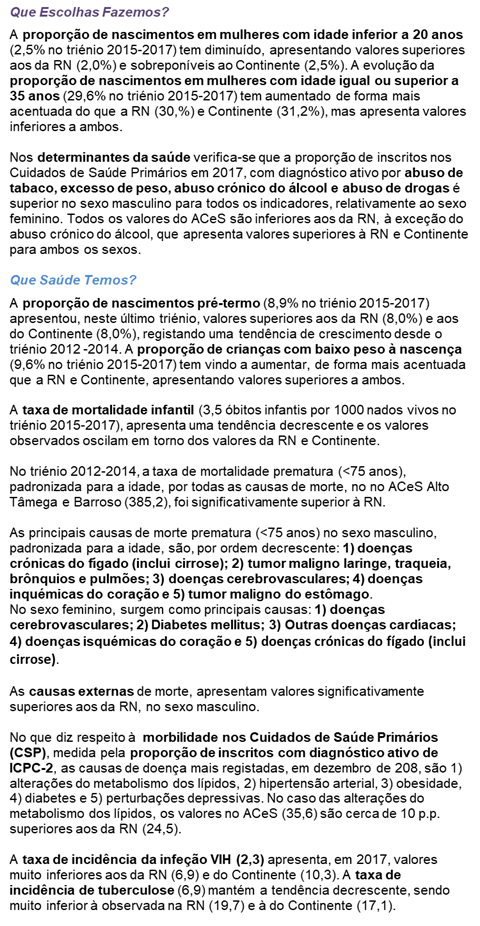 Que Escolhas Fazemos?
A proporção de nascimentos em mulheres com idade inferior a 20 anos
(2,5% no triénio 2015-2017) tem diminuído, apresentando valores superiores
aos da RN (2,0%) e sobreponíveis ao Continente (2,5%). A evolução da
proporção de nascimentos em mulheres com idade igual ou superior a
35 anos (29,6% no triénio 2015-2017) tem aumentado de forma mais
acentuada do que a RN (30,%) e Continente (31,2%), mas apresenta valores
inferiores a ambos.
Nos determinantes da saúde verifica-se que a proporção de inscritos nos
Cuidados de Saúde Primários em 2017, com diagnóstico ativo por abuso de
tabaco, excesso de peso, abuso crónico do álcool e abuso de drogas é
superior no sexo masculino para todos os indicadores, relativamente ao sexo
feminino. Todos os valores do ACeS são inferiores aos da RN, à exceção do
abuso crónico do álcool, que apresenta valores superiores à RN e Continente
para ambos os sexos.
Que Saúde Temos?
A proporção de nascimentos pré-termo (8,9% no triénio 2015-2017)
apresentou, neste último triénio, valores superiores aos da RN (8,0%) e aos
do Continente (8,0%), registando uma tendência de crescimento desde o
triénio 2012 -2014. A proporção de crianças com baixo peso à nascença
(9,6% no triénio 2015-2017) tem vindo a aumentar, de forma mais acentuada
que a RN e Continente, apresentando valores superiores a ambos.
A taxa de mortalidade infantil (3,5 óbitos infantis por 1000 nados vivos no
triénio 2015-2017), apresenta uma tendência decrescente e os valores
observados oscilam em torno dos valores da RN e Continente.
No triénio 2012-2014, a taxa de mortalidade prematura (<75 anos),
padronizada para a idade, por todas as causas de morte, no no ACeS Alto
Tâmega e Barroso (385,2), foi significativamente superior à RN.
As principais causas de morte prematura (<75 anos) no sexo masculino,
padronizada para a idade, são, por ordem decrescente: 1) doenças
crónicas do fígado (inclui cirrose); 2) tumor maligno laringe, traqueia,
brônquios e pulmões; 3) doenças cerebrovasculares; 4) doenças
inquémicas do coração e 5) tumor maligno do estômago.
No sexo feminino, surgem como principais causas: 1) doenças
cerebrovasculares; 2) Diabetes mellitus; 3) Outras doenças cardíacas;
4) doenças isquémicas do coração e 5) doenças crónicas do fígado (inclui
cirrose).
As causas externas de morte, apresentam valores significativamente
superiores aos da RN, no sexo masculino.
No que diz respeito à morbilidade nos Cuidados de Saúde Primários
(CSP), medida pela proporção de inscritos com diagnóstico ativo de
ICPC-2, as causas de doença mais registadas, em dezembro de 208, são 1)
alterações do metabolismo dos lípidos, 2) hipertensão arterial, 3) obesidade,
4) diabetes e 5) perturbações depressivas. No caso das alterações do
metabolismo dos lípidos, os valores no ACeS (35,6) são cerca de 10 p.p.
superiores aos da RN (24,5).
A taxa de incidência da infeção VIH (2,3) apresenta, em 2017, valores
muito inferiores aos da RN (6,9) e do Continente (10,3). A taxa de
incidência de tuberculose (6,9) mantém a tendência decrescente, sendo
muito inferior à observada na RN (19,7) e à do Continente (17,1).